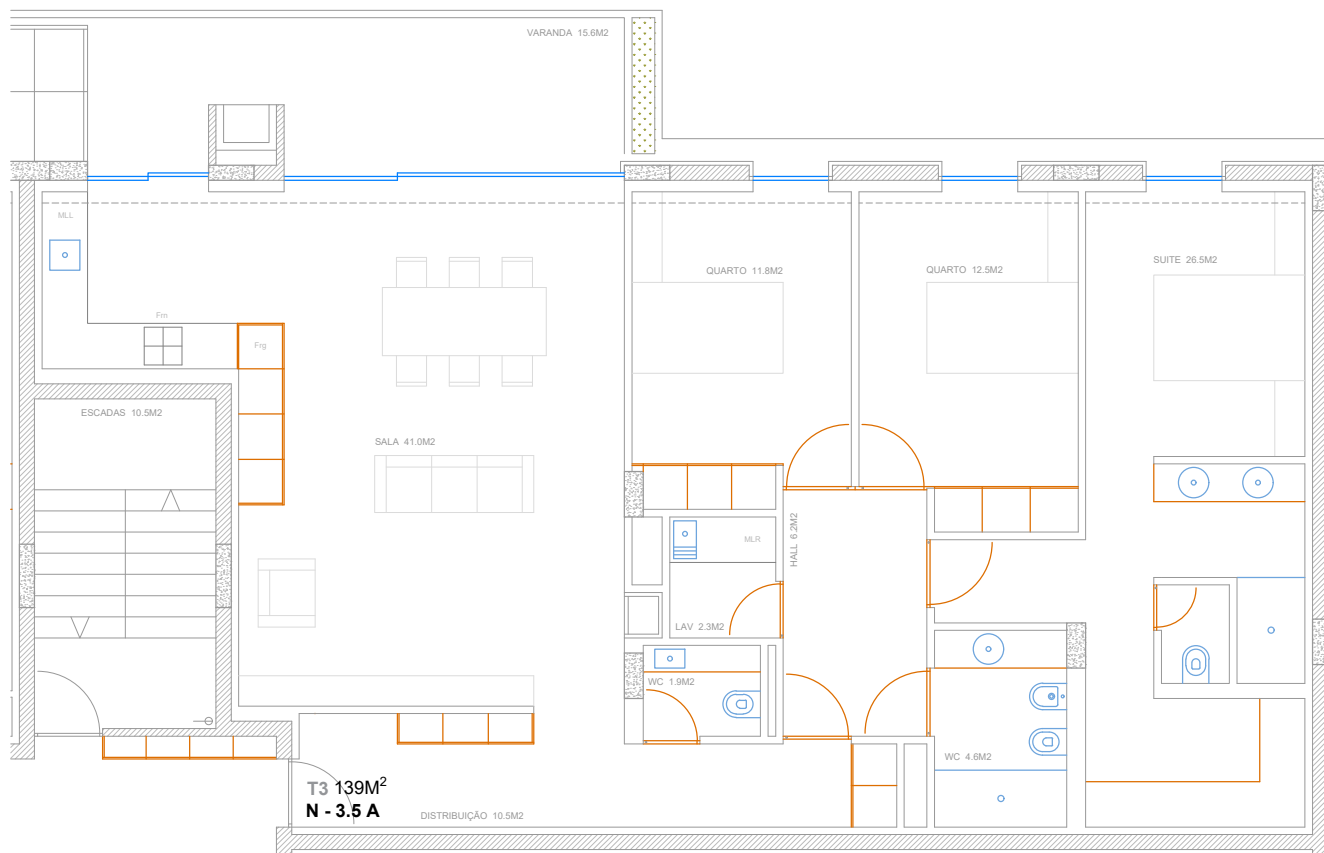 VARANDA 15.6M2
MLL
QUARTO 11.8M2
QUARTO 12.5M2
SUITE 26.5M2
Frn
Frg
ESCADAS 10.5M2
SALA 41.0M2
HALL 6.2M2
MLR
LAV 2.3M2
WC 1.9M2
WC 4.6M2
T3 139M²
N - 3.5 A
DISTRIBUIÇÃO 10.5M2